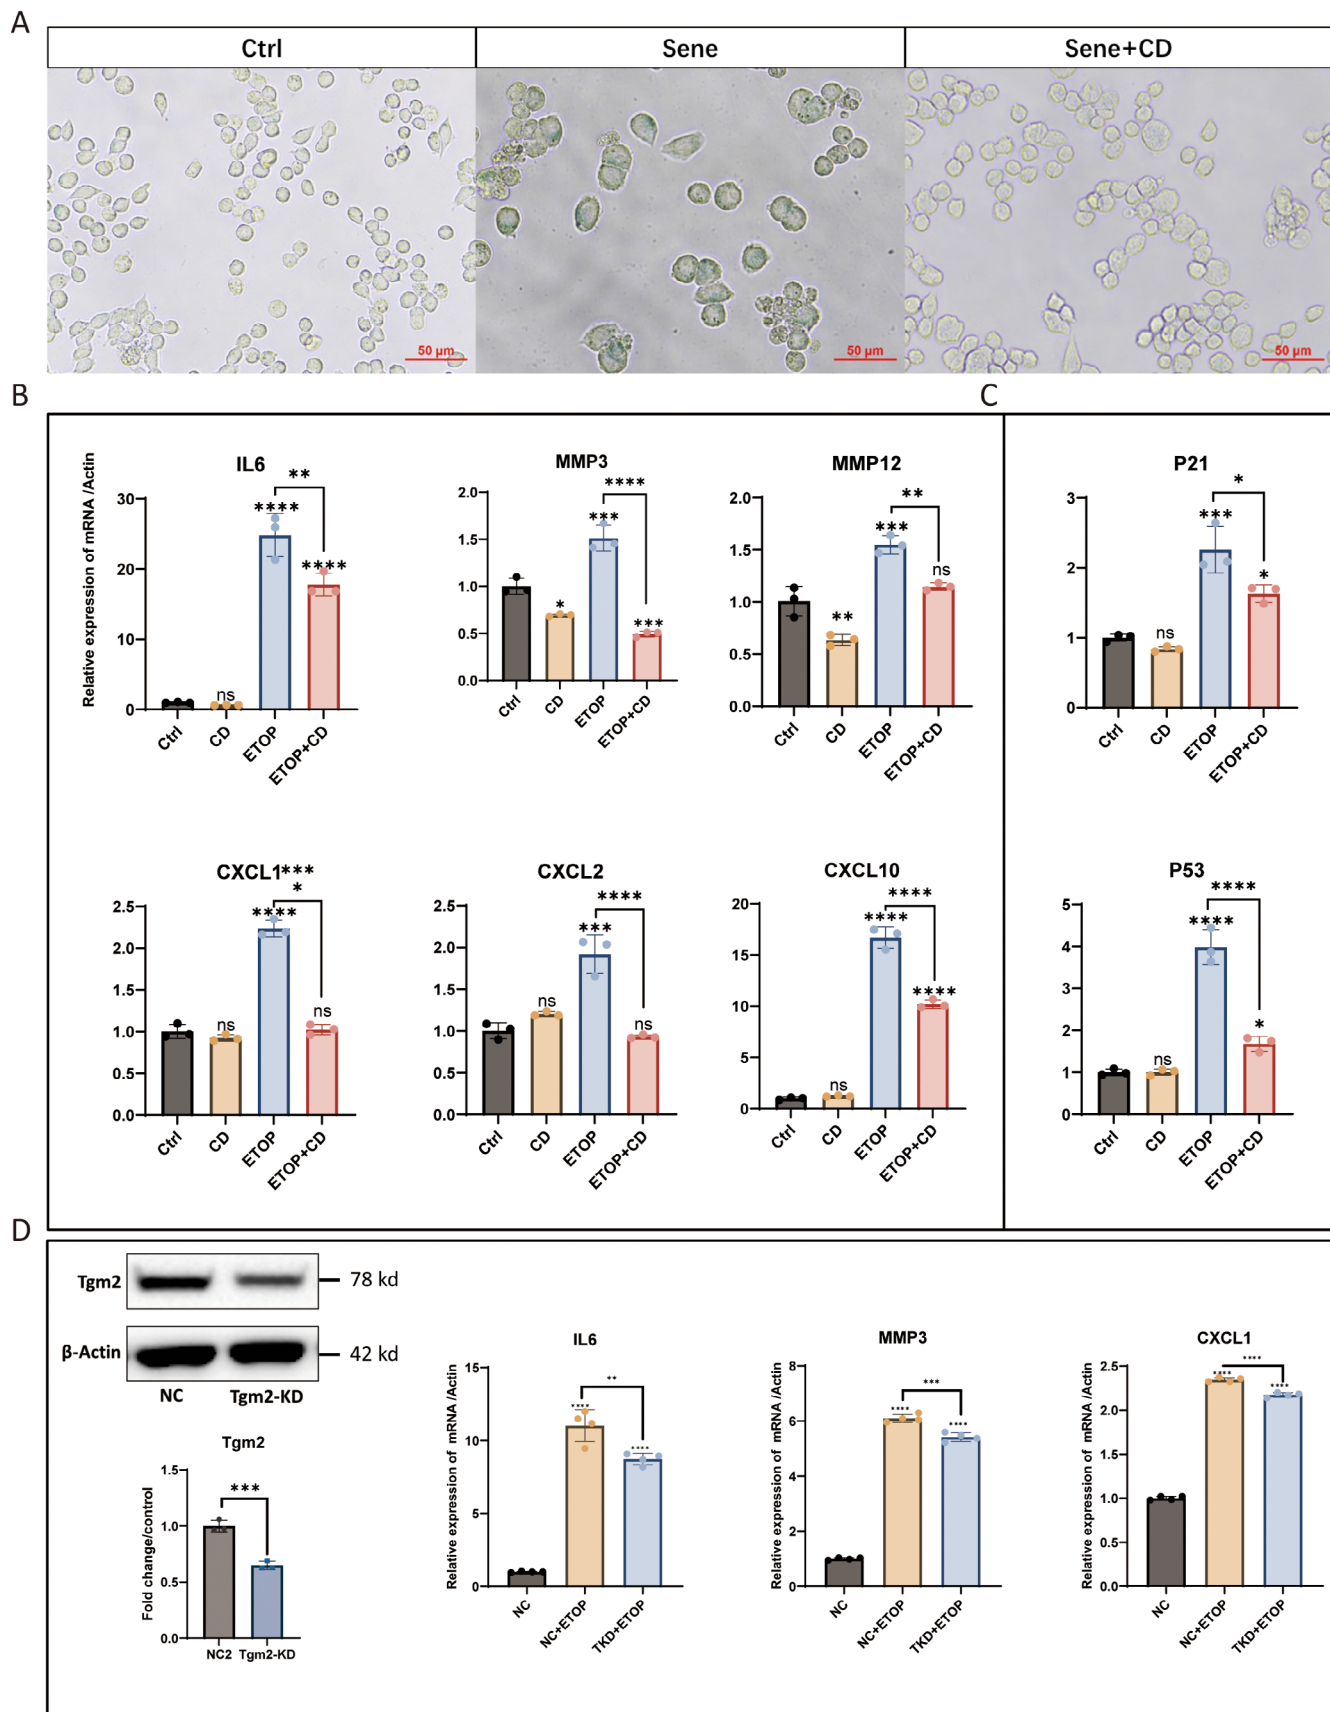 A
Ctrl
Sene
Sene+CD
50 µm
50 µm
50 µm
B
C
Relative expression of mRNA /Actin
IL6
30
20
10
0
ns
****
****
**
Ctrl
CD
ETOP
ETOP+CD
MMP3
2.0
1.5
1.0
0.5
0.0
*
***
***
****
Ctrl
CD
ETOP
ETOP+CD
MMP12
2.0
1.5
1.0
0.5
0.0
**
***
ns
**
Ctrl
CD
ETOP
ETOP+CD
P21
3
2
1
0
ns
***
*
*
Ctrl
CD
ETOP
ETOP+CD
CXCL1
***
*
2.5
2.0
1.5
1.0
0.5
0.0
ns
****
ns
Ctrl
CD
ETOP
ETOP+CD
CXCL2
2.5
2.0
1.5
1.0
0.5
0.0
ns
***
ns
****
Ctrl
CD
ETOP
ETOP+CD
CXCL10
20
15
10
5
0
ns
****
****
****
Ctrl
CD
ETOP
ETOP+CD
P53
5
4
3
2
1
0
ns
****
*
****
Ctrl
CD
ETOP
ETOP+CD
D
Tgm2
78 kd
β-Actin
42 kd
NC
Tgm2-KD
Tgm2
Fold change/control
1.5
1.0
0.5
0.0
***
NC2
Tgm2-KD
IL6
Relative expression of mRNA /Actin
15
10
5
0
****
****
**
NC
NC+ETOP
TKD+ETOP
MMP3
Relative expression of mRNA /Actin
8
6
4
2
0
****
****
***
NC
NC+ETOP
TKD+ETOP
CXCL1
Relative expression of mRNA /Actin
2.5
2.0
1.5
1.0
0.5
0.0
****
****
****
NC
NC+ETOP
TKD+ETOP